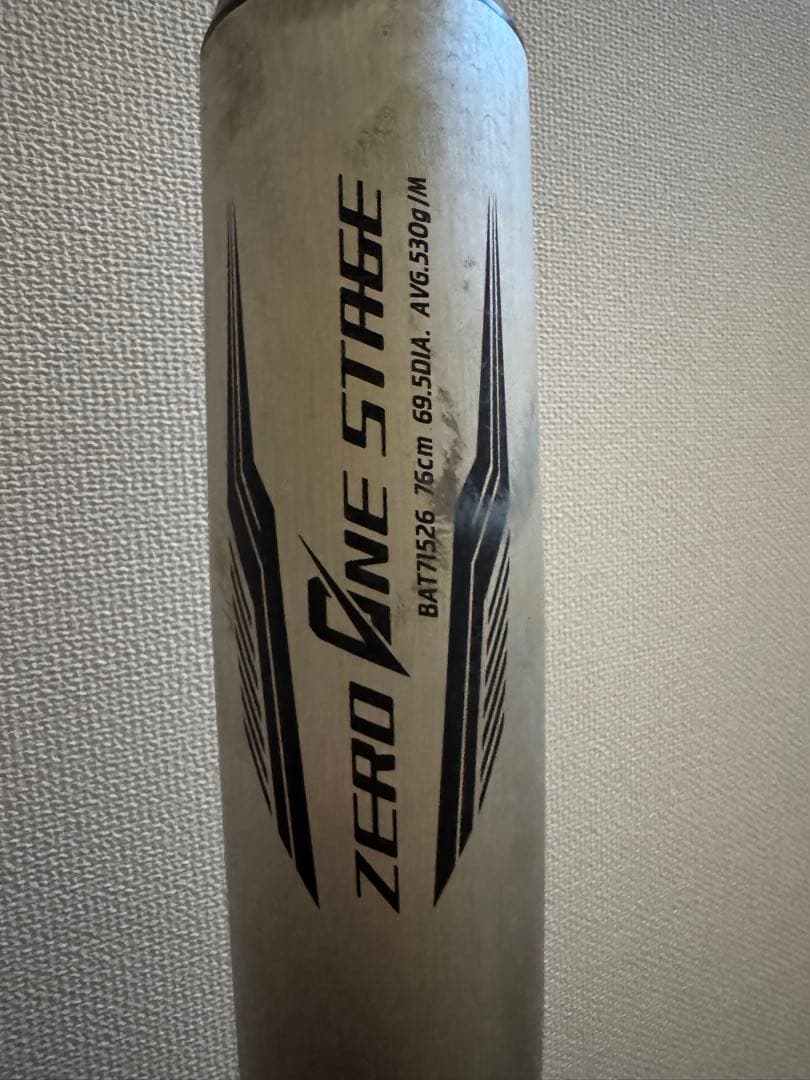 ZERO ONE STAGE
BAT71526 76cm 69.5DIA. AVG.530g/M